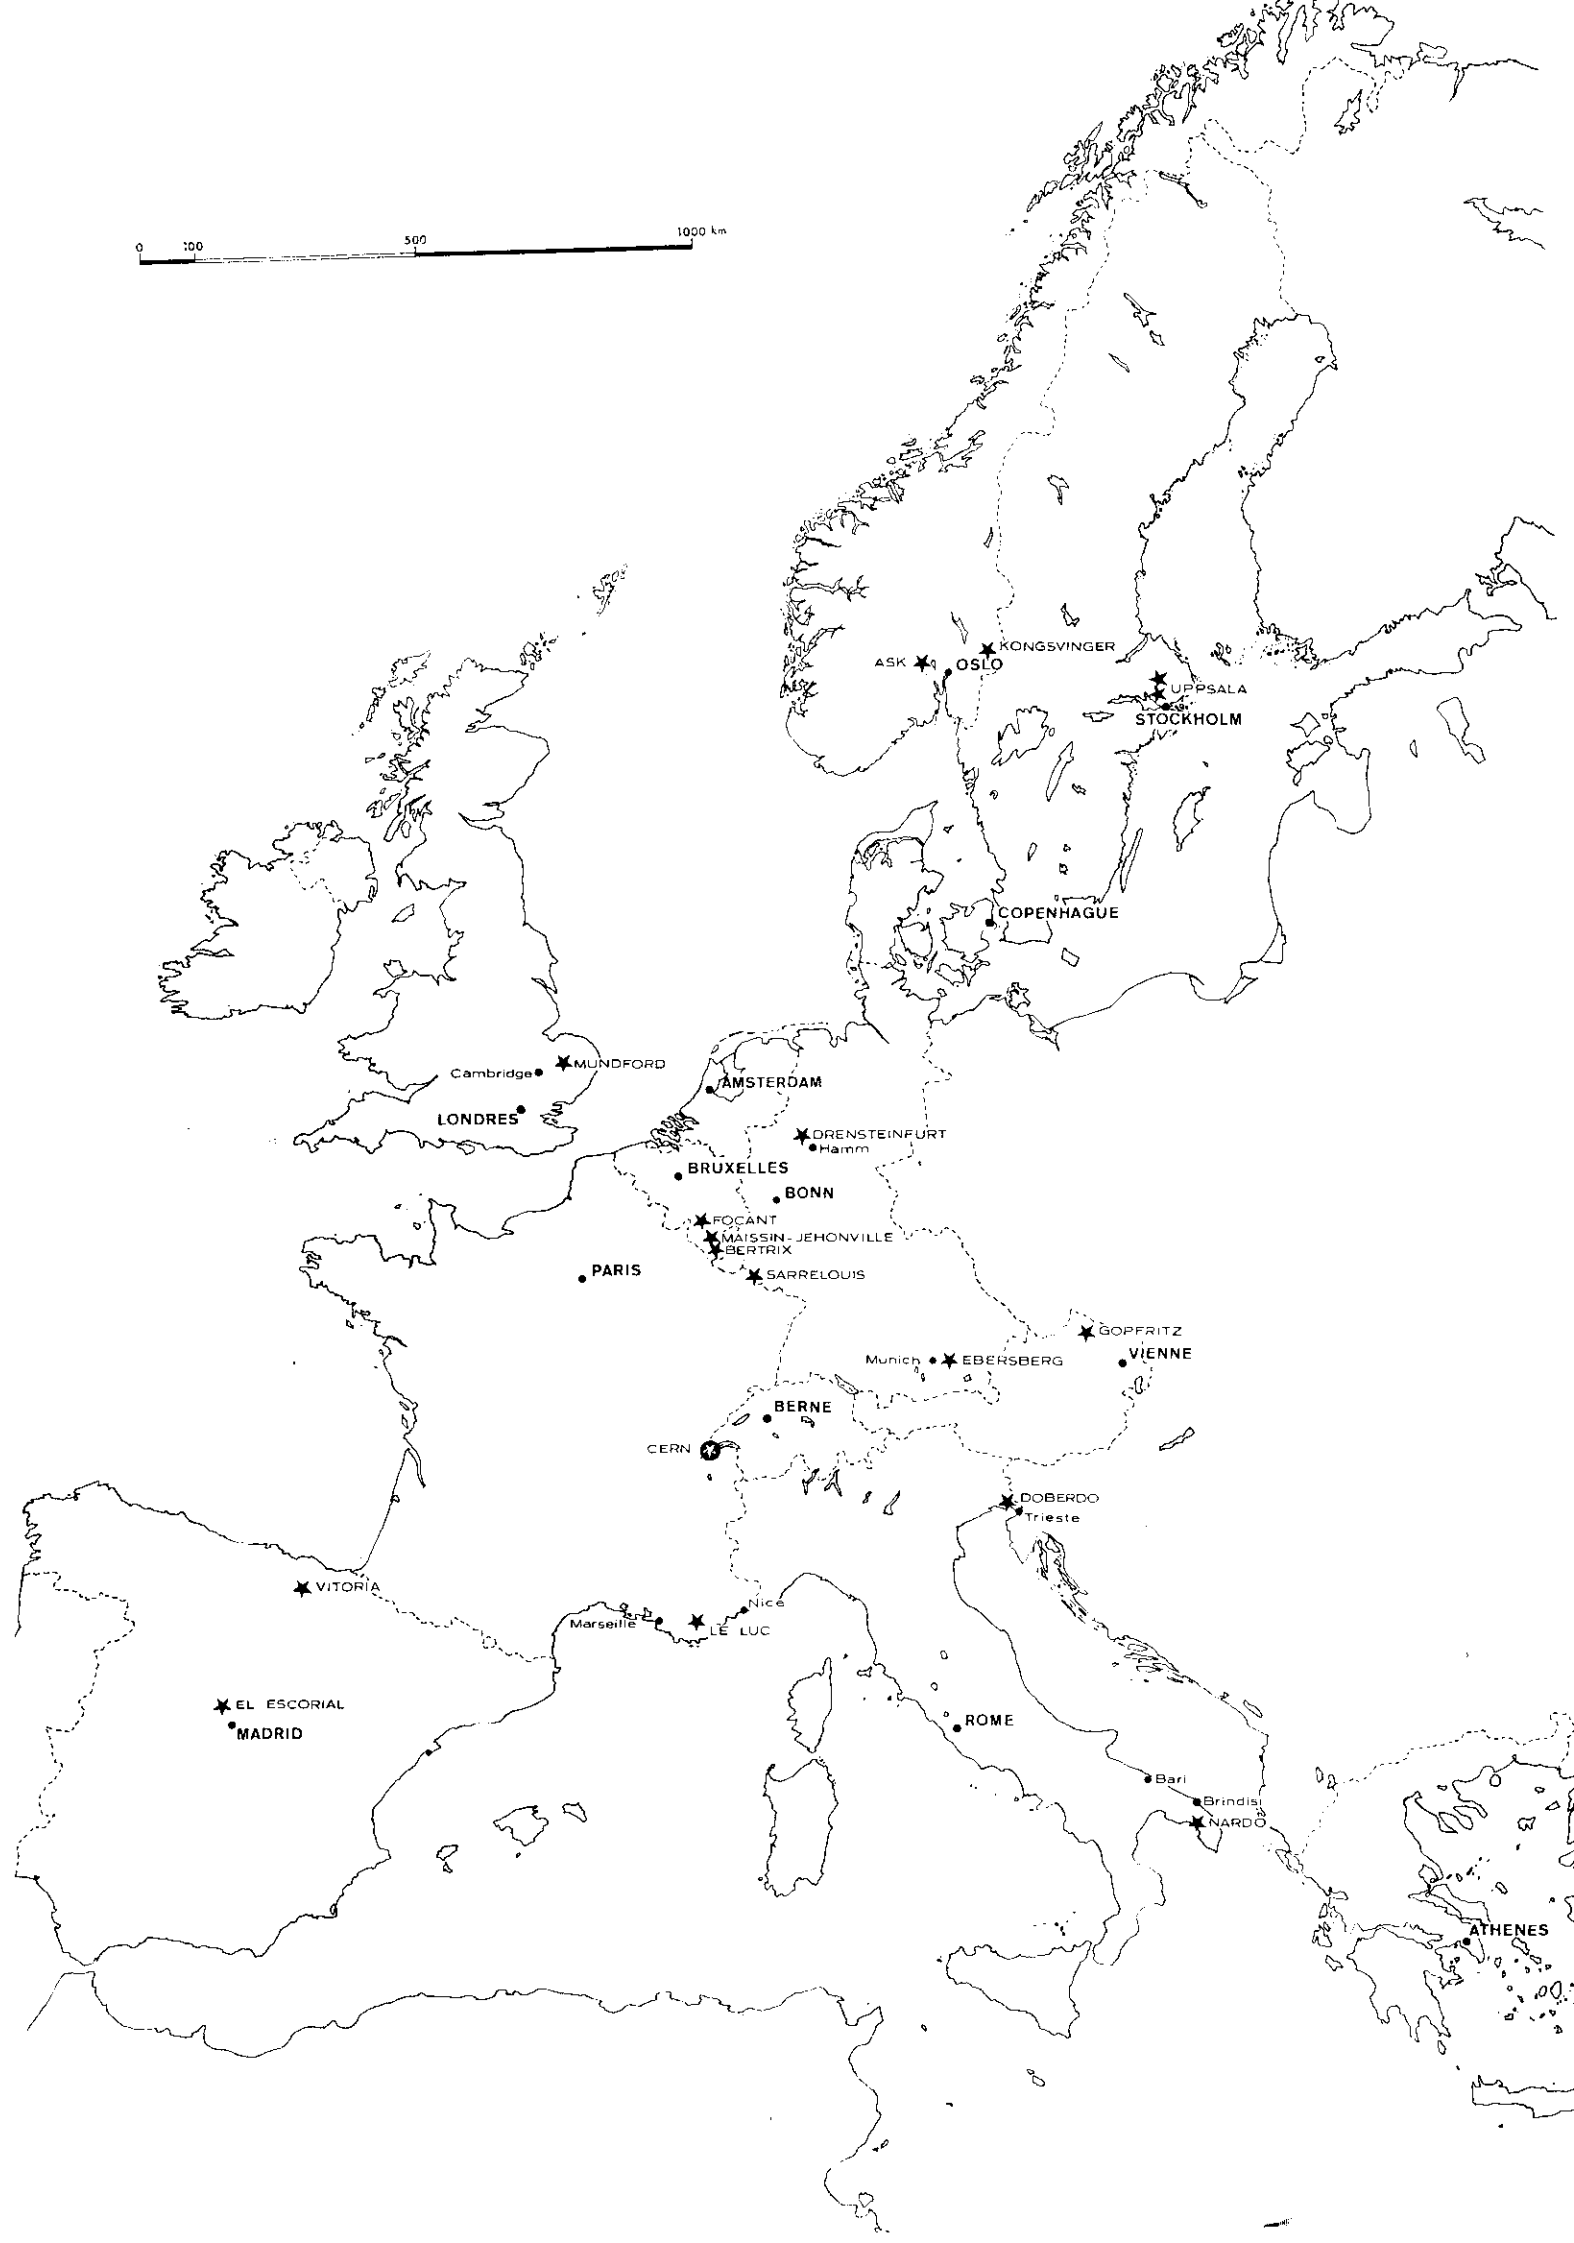 0 100 500 1000 km
KONGSVINGER
ASK OSLO
UPPSALA
STOCKHOLM
COPENHAGUE
Cambridge MUNDFORD
AMSTERDAM
LONDRES
DRENSTEINFURT
Hamm
BRUXELLES
BONN
FOCANT
MAISSIN-JEHONVILLE
BERTRIX
PARIS
SARRELOUIS
GOPFRITZ
VIENNE
Munich EBERSBERG
BERNE
CERN
DOBERDO
Trieste
VITORIA
Nice
Marseille
LE LUC
EL ESCORIAL
MADRID
ROME
Bari
Brindisi
NARDO
ATHENES